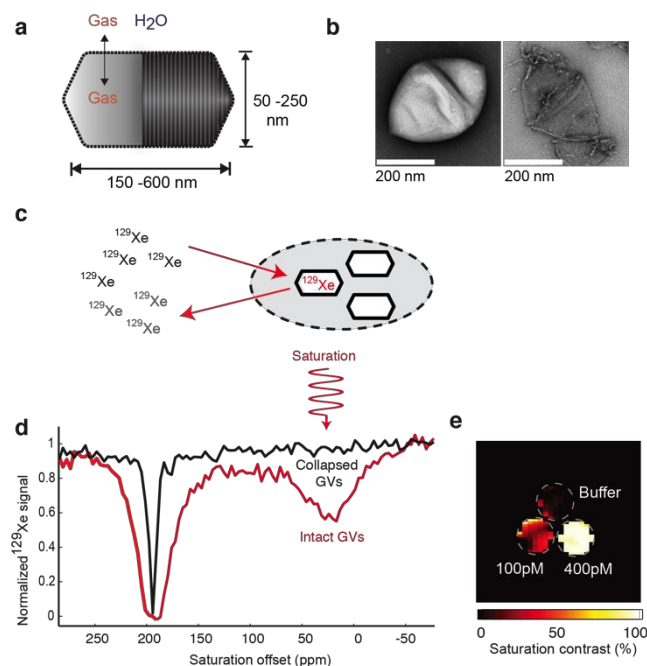 a
Gas H₂O
Gas
50 -250
nm
150 -600 nm
b
200 nm
200 nm
c
¹²⁹Xe
¹²⁹Xe
¹²⁹Xe
¹²⁹Xe
¹²⁹Xe
¹²⁹Xe
¹²⁹Xe
¹²⁹Xe
Saturation
d
Normalized ¹²⁹Xe signal
1
0.8
0.6
0.4
0.2
0
Collapsed
GVs
Intact GVs
250 200 150 100 50 0 -50
Saturation offset (ppm)
e
Buffer
100pM 400pM
0 50 100
Saturation contrast (%)